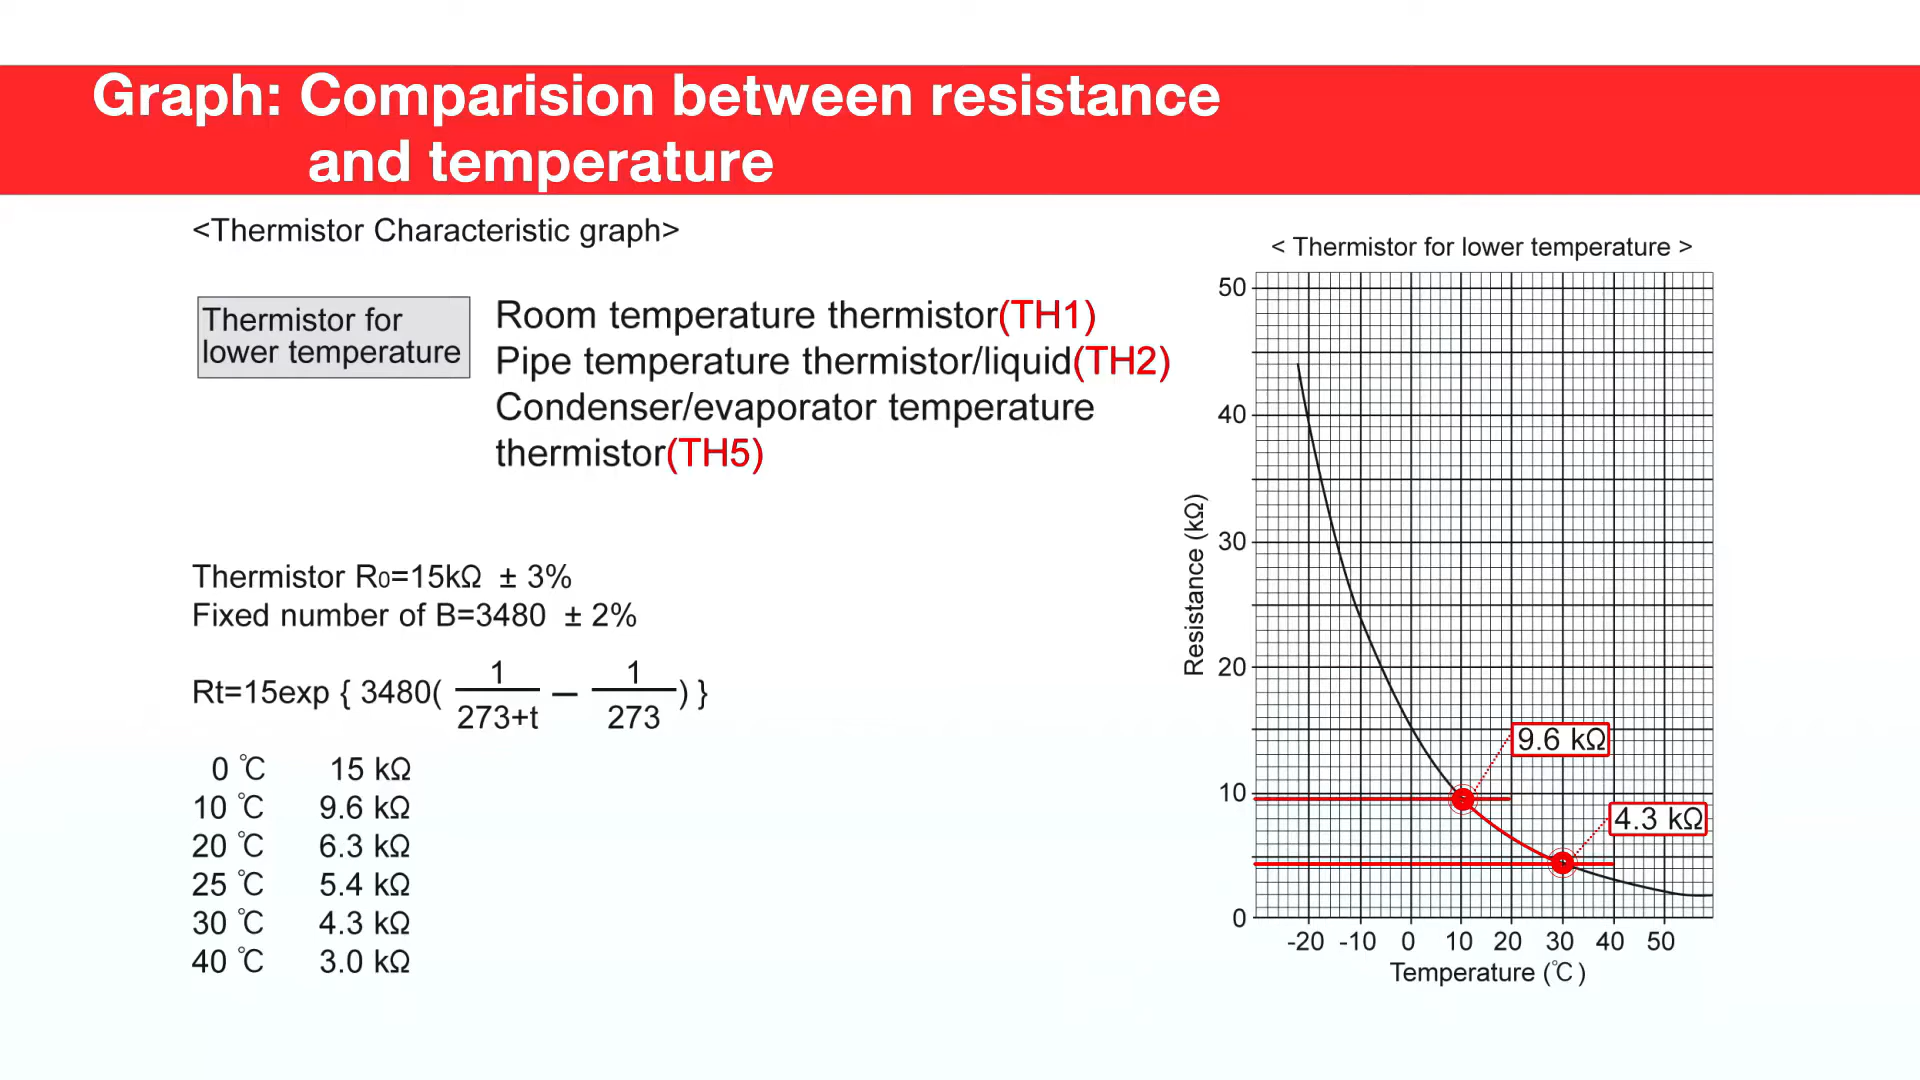 Graph: Comparision between resistance
and temperature
<Thermistor Characteristic graph>
Thermistor for
lower temperature
Room temperature thermistor(TH1)
Pipe temperature thermistor/liquid(TH2)
Condenser/evaporator temperature
thermistor(TH5)
Thermistor R0=15kΩ ± 3%
Fixed number of B=3480 ± 2%
Rt=15exp { 3480( 1/273+t — 1/273 ) }
0 ℃ 15 kΩ
10 ℃ 9.6 kΩ
20 ℃ 6.3 kΩ
25 ℃ 5.4 kΩ
30 ℃ 4.3 kΩ
40 ℃ 3.0 kΩ
< Thermistor for lower temperature >
50
40
30
20
10
0
Resistance (kΩ)
9.6 kΩ
4.3 kΩ
-20 -10 0 10 20 30 40 50
Temperature (℃)